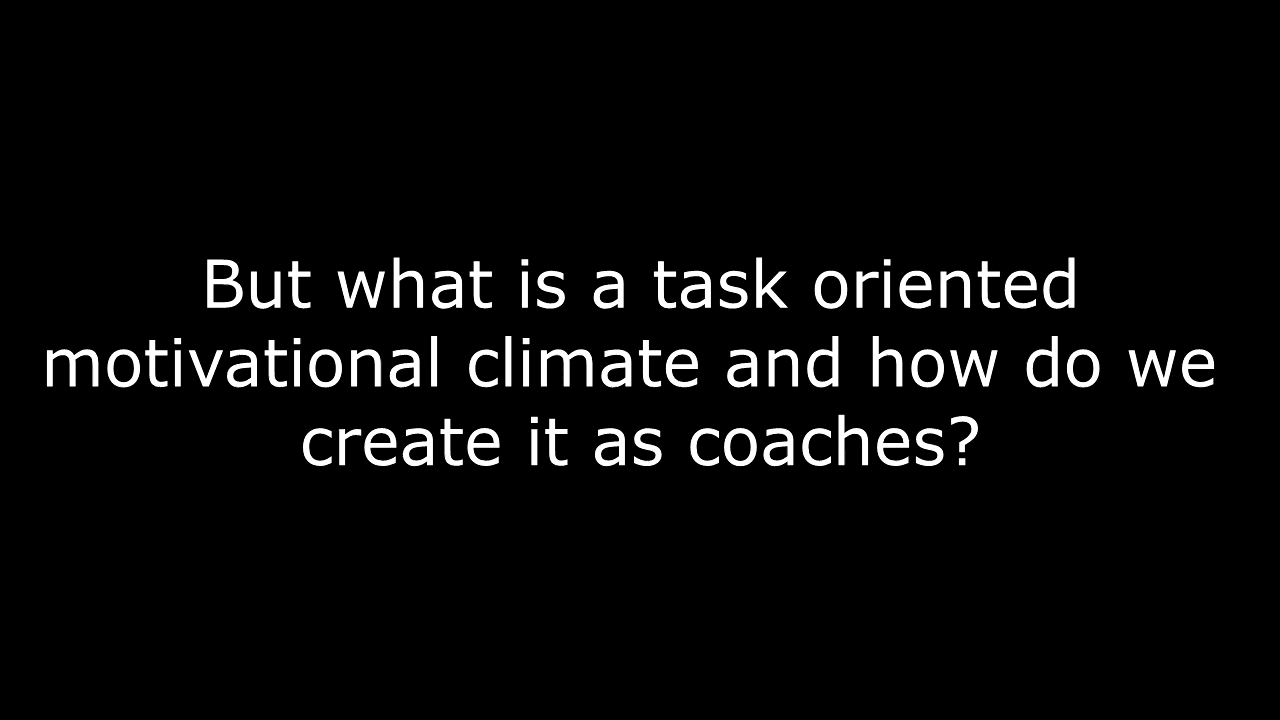 But what is a task oriented
motivational climate and how do we
create it as coaches?